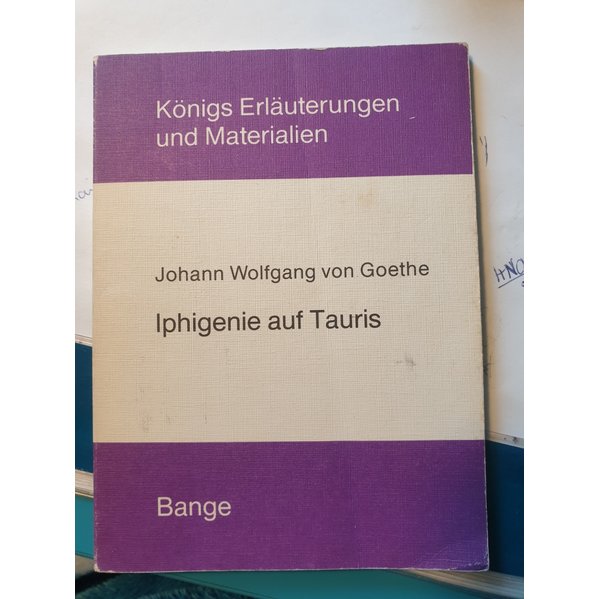 Königs Erläuterungen
und Materialien
Johann Wolfgang von Goethe
Iphigenie auf Tauris
Bange